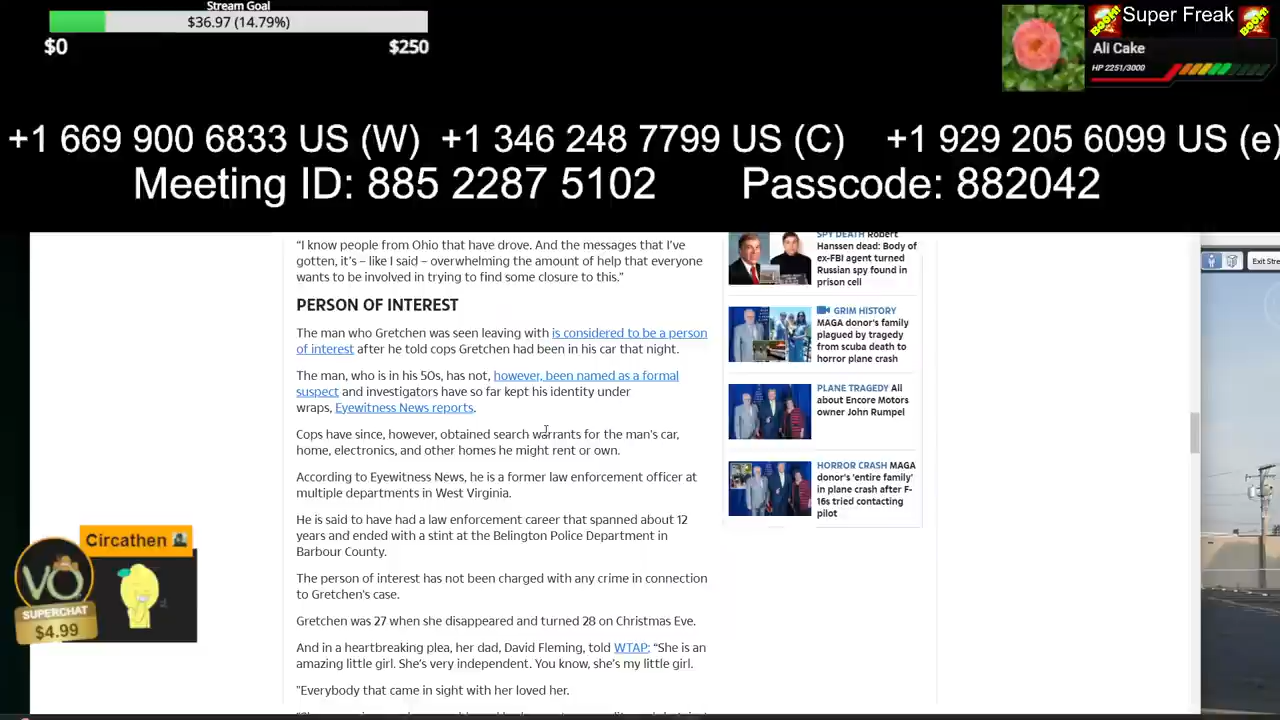 Stream Goal
$36.97 (14.79%)
$0
$250
Super Freak
BOOM!
BOOM!
Ali Cake
HP 2251/3000
+1 669 900 6833 US (W) +1 346 248 7799 US (C) +1 929 205 6099 US (e)
Meeting ID: 885 2287 5102 Passcode: 882042
“I know people from Ohio that have drove. And the messages that I’ve
gotten, it’s – like I said – overwhelming the amount of help that everyone
wants to be involved in trying to find some closure to this.”
PERSON OF INTEREST
The man who Gretchen was seen leaving with is considered to be a person
of interest after he told cops Gretchen had been in his car that night.
The man, who is in his 50s, has not, however, been named as a formal
suspect and investigators have so far kept his identity under
wraps, Eyewitness News reports.
Cops have since, however, obtained search warrants for the man's car,
home, electronics, and other homes he might rent or own.
According to Eyewitness News, he is a former law enforcement officer at
multiple departments in West Virginia.
He is said to have had a law enforcement career that spanned about 12
years and ended with a stint at the Belington Police Department in
Barbour County.
The person of interest has not been charged with any crime in connection
to Gretchen's case.
Gretchen was 27 when she disappeared and turned 28 on Christmas Eve.
And in a heartbreaking plea, her dad, David Fleming, told WTAP: “She is an
amazing little girl. She’s very independent. You know, she’s my little girl.
"Everybody that came in sight with her loved her.
SPY DEATH Robert
Hanssen dead: Body of
ex-FBI agent turned
Russian spy found in
prison cell
GRIM HISTORY
MAGA donor's family
plagued by tragedy
from scuba death to
horror plane crash
PLANE TRAGEDY All
about Encore Motors
owner John Rumpel
HORROR CRASH MAGA
donor's 'entire family'
in plane crash after F-
16s tried contacting
pilot
Exit Stre
Circathen
VO
SUPERCHAT
$4.99